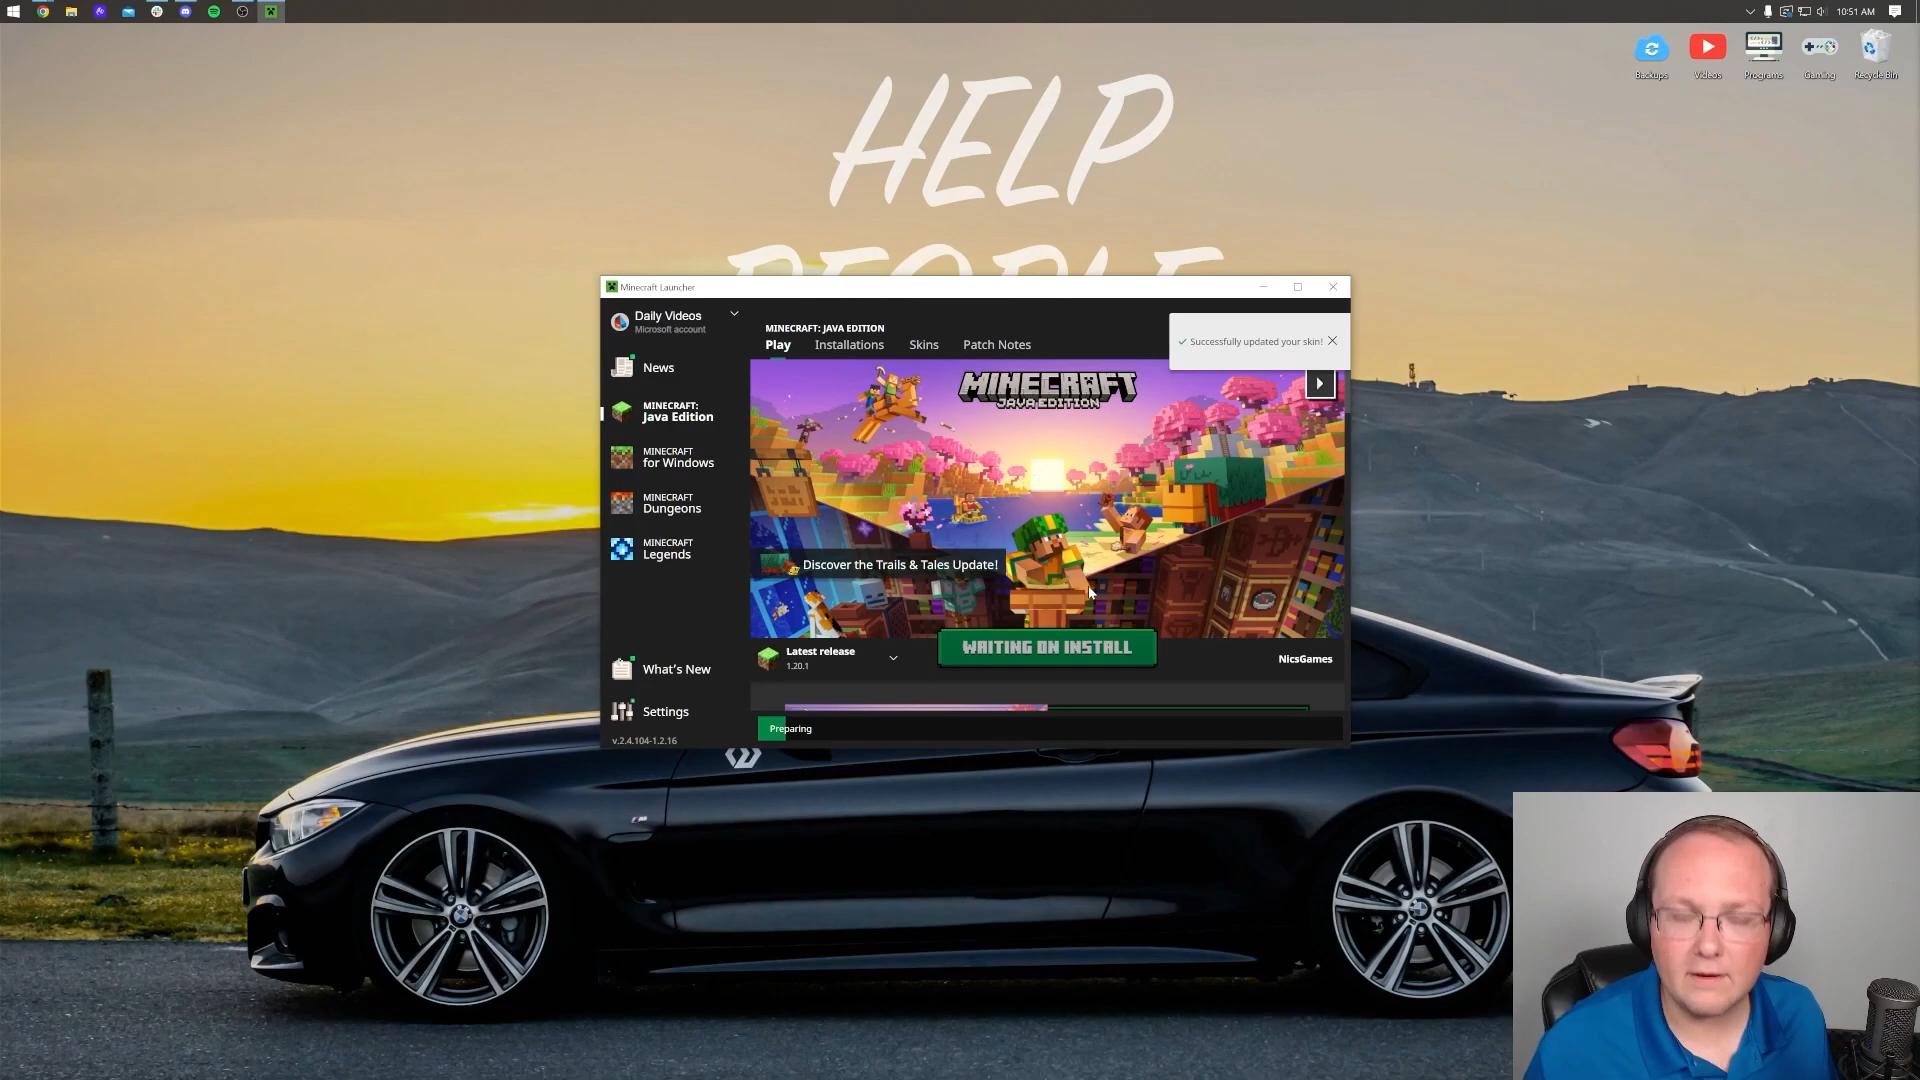 10:51 AM
Backups
Videos
Programs
Gaming
Recycle Bin
HELP
PEOPLE
Minecraft Launcher
Daily Videos
Microsoft account
News
MINECRAFT:
Java Edition
MINECRAFT
for Windows
MINECRAFT
Dungeons
MINECRAFT
Legends
What's New
Settings
v.2.4.104-1.2.16
MINECRAFT: JAVA EDITION
Play Installations Skins Patch Notes
Successfully updated your skin!
MINECRAFT
JAVA EDITION
Discover the Trails & Tales Update!
Latest release
1.20.1
WAITING ON INSTALL
NicsGames
Preparing